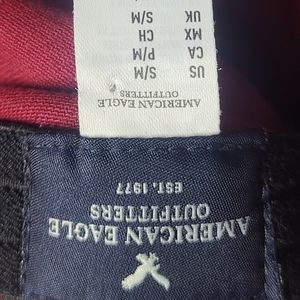 AMERICAN EAGLE
OUTFITTERS
US S/M
CA P/M
MX CH
UK S/M
AMERICAN EAGLE
OUTFITTERS
EST. 1977